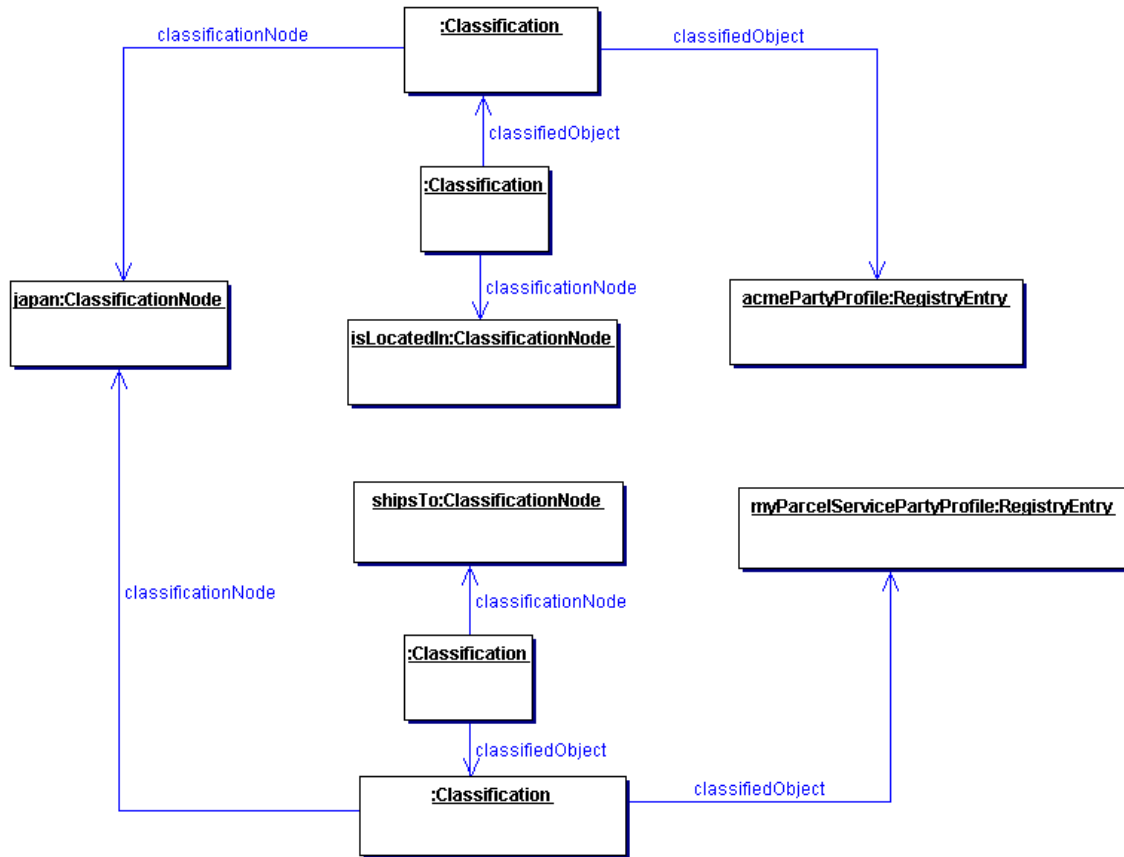 :Classification
classificationNode
classifiedObject
classifiedObject
:Classification
classificationNode
japan:ClassificationNode
acmePartyProfile:RegistryEntry
isLocatedIn:ClassificationNode
shipsTo:ClassificationNode
myParcelServicePartyProfile:RegistryEntry
classificationNode
classificationNode
:Classification
classifiedObject
classifiedObject
:Classification